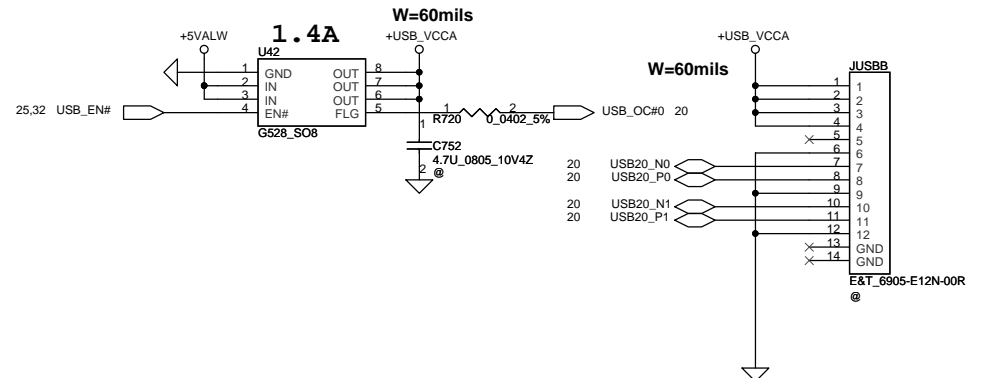 W=60mils
+5VALW
1.4A
+USB_VCCA
U42
1 GND OUT 8
2 IN OUT 7
3 IN OUT 6
25,32 USB_EN# 4 EN# FLG 5
G528_SO8
1 2
R720 0_0402_5%
USB_OC#0 20
1
C752
4.7U_0805_10V4Z
2
@
+USB_VCCA
W=60mils
JUSBB
1 1
2 2
3 3
4 4
5 5
6 6
20 USB20_N0 7 7
20 USB20_P0 8 8
9 9
20 USB20_N1 10 10
20 USB20_P1 11 11
12 12
13 GND
14 GND
E&T_6905-E12N-00R
@